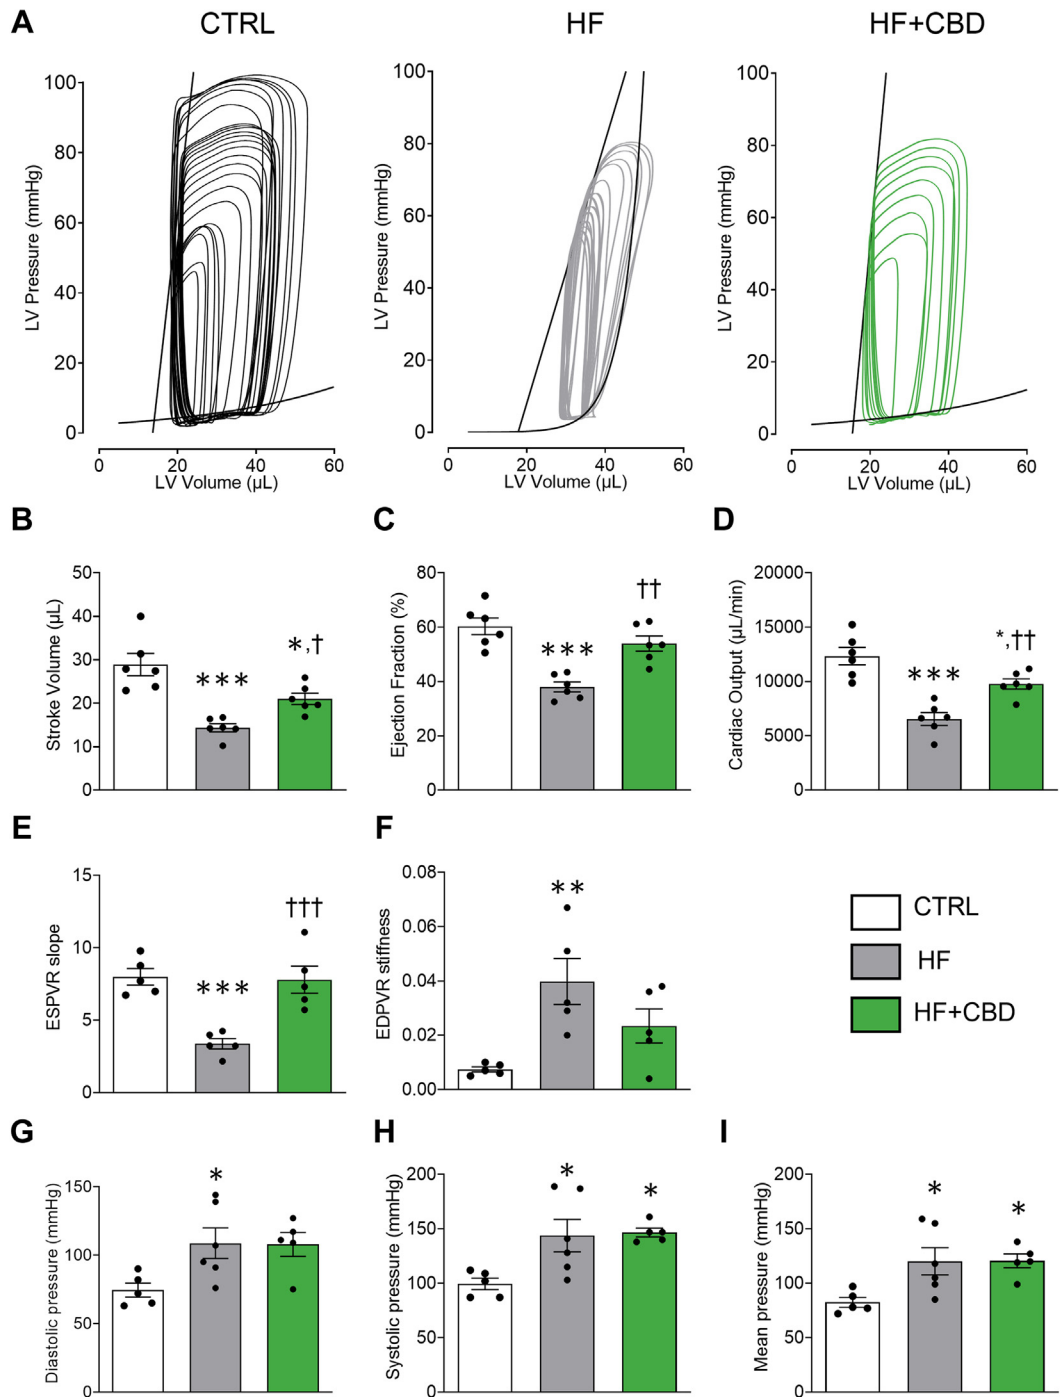 A
CTRL
HF
HF+CBD
LV Pressure (mmHg)
100
80
60
40
20
0
0 20 40 60
LV Volume (µL)
LV Pressure (mmHg)
100
80
60
40
20
0
0 20 40 60
LV Volume (µL)
LV Pressure (mmHg)
100
80
60
40
20
0
0 20 40 60
LV Volume (µL)
B
Stroke Volume (µL)
50
40
30
20
10
0
***
*,†
C
Ejection Fraction (%)
80
60
40
20
0
***
††
D
Cardiac Output (µL/min)
20000
15000
10000
5000
0
***
*,††
E
ESPVR slope
15
10
5
0
***
†††
F
EDPVR stiffness
0.08
0.06
0.04
0.02
0.00
**
CTRL
HF
HF+CBD
G
Diastolic pressure (mmHg)
150
100
50
0
*
H
Systolic pressure (mmHg)
200
150
100
50
0
*
*
I
Mean pressure (mmHg)
200
150
100
50
0
*
*